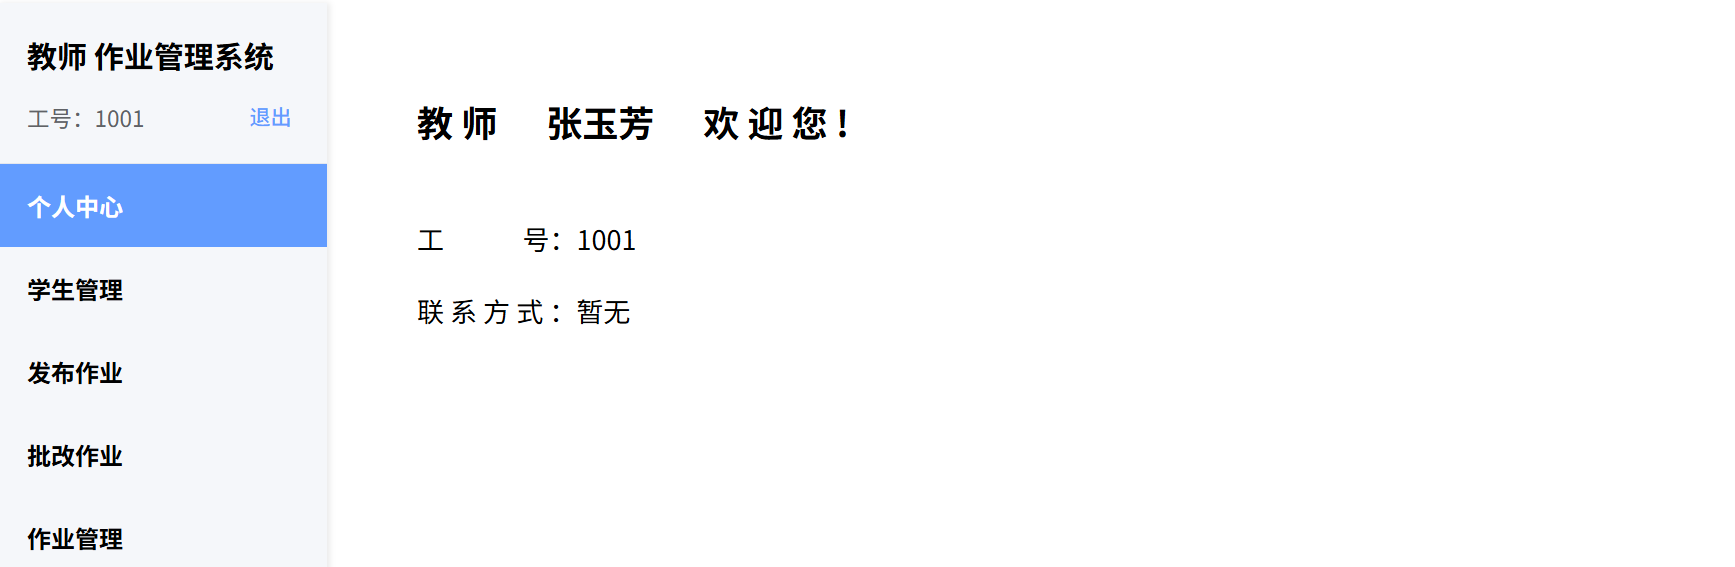 教师 作业管理系统
工号：1001 退出
个人中心
学生管理
发布作业
批改作业
作业管理
教 师 张玉芳 欢 迎 您！
工 号：1001
联 系 方 式 ：暂无